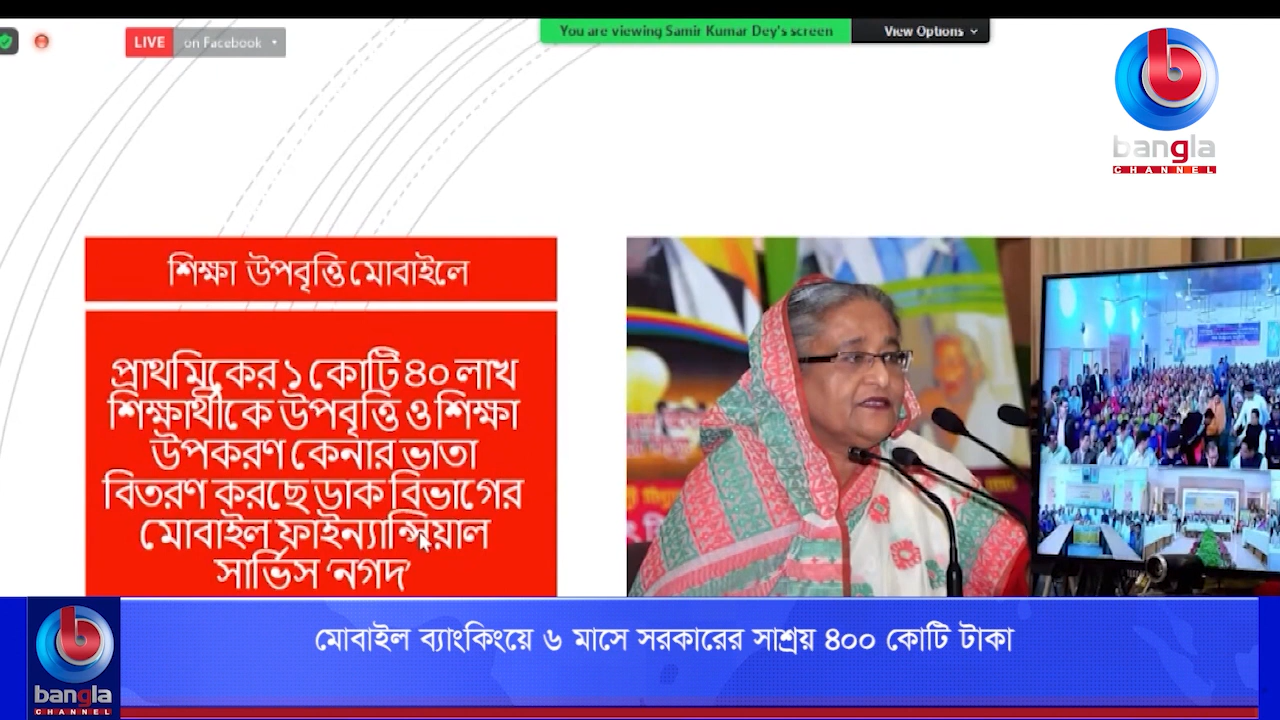 LIVE on Facebook
You are viewing Samir Kumar Dey's screen View Options
bangla
CHANNEL
শিক্ষা উপবৃত্তি মোবাইলে
প্রাথমিকের ১ কোটি ৪০ লাখ
শিক্ষার্থীকে উপবৃত্তি ও শিক্ষা
উপকরণ কেনার ভাতা
বিতরণ করছে ডাক বিভাগের
মোবাইল ফাইন্যান্সিয়াল
সার্ভিস ‘নগদ’
মোবাইল ব্যাংকিংয়ে ৬ মাসে সরকারের সাশ্রয় ৪০০ কোটি টাকা
bangla
CHANNEL